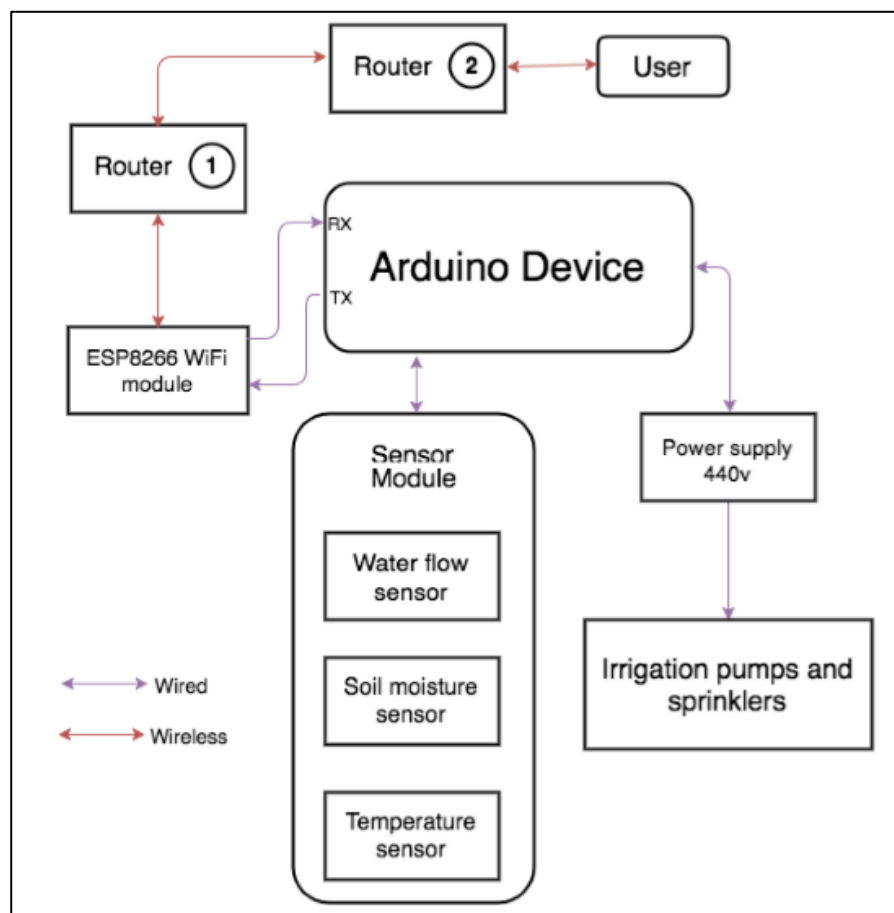 Router 2
User
Router 1
RX
Arduino Device
TX
ESP8266 WiFi
module
Sensor
Module
Power supply
440v
Water flow
sensor
Soil moisture
sensor
Irrigation pumps and
sprinklers
Wired
Wireless
Temperature
sensor